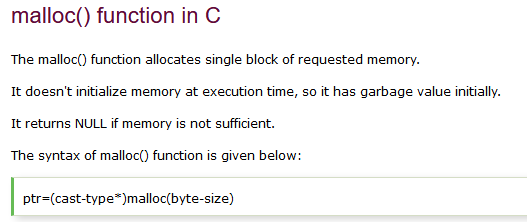 malloc() function in C
The malloc() function allocates single block of requested memory.
It doesn't initialize memory at execution time, so it has garbage value initially.
It returns NULL if memory is not sufficient.
The syntax of malloc() function is given below:
ptr=(cast-type*)malloc(byte-size)